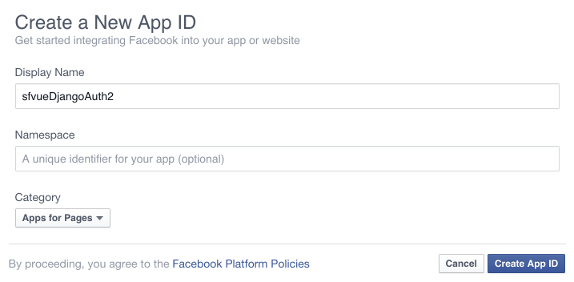 Create a New App ID
Get started integrating Facebook into your app or website
Display Name
sfvueDjangoAuth2
Namespace
A unique identifier for your app (optional)
Category
Apps for Pages
By proceeding, you agree to the Facebook Platform Policies
Cancel
Create App ID